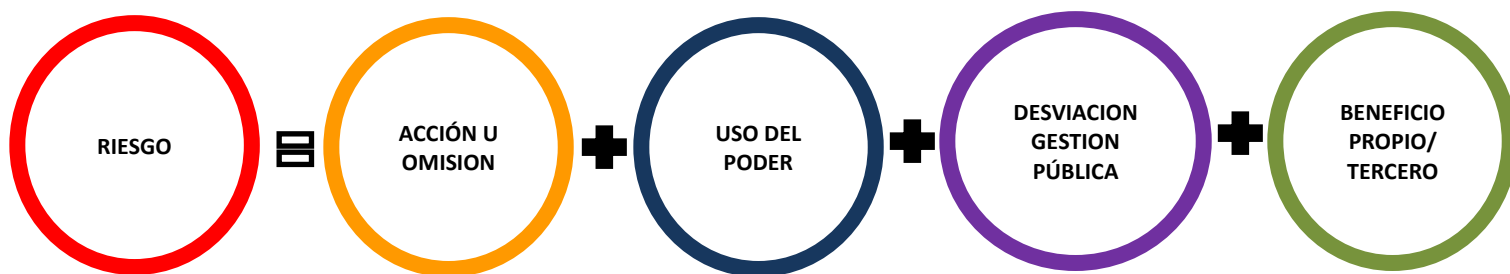 RIESGO
ACCIÓN U
OMISION
USO DEL
PODER
DESVIACION
GESTION
PÚBLICA
BENEFICIO
PROPIO/
TERCERO